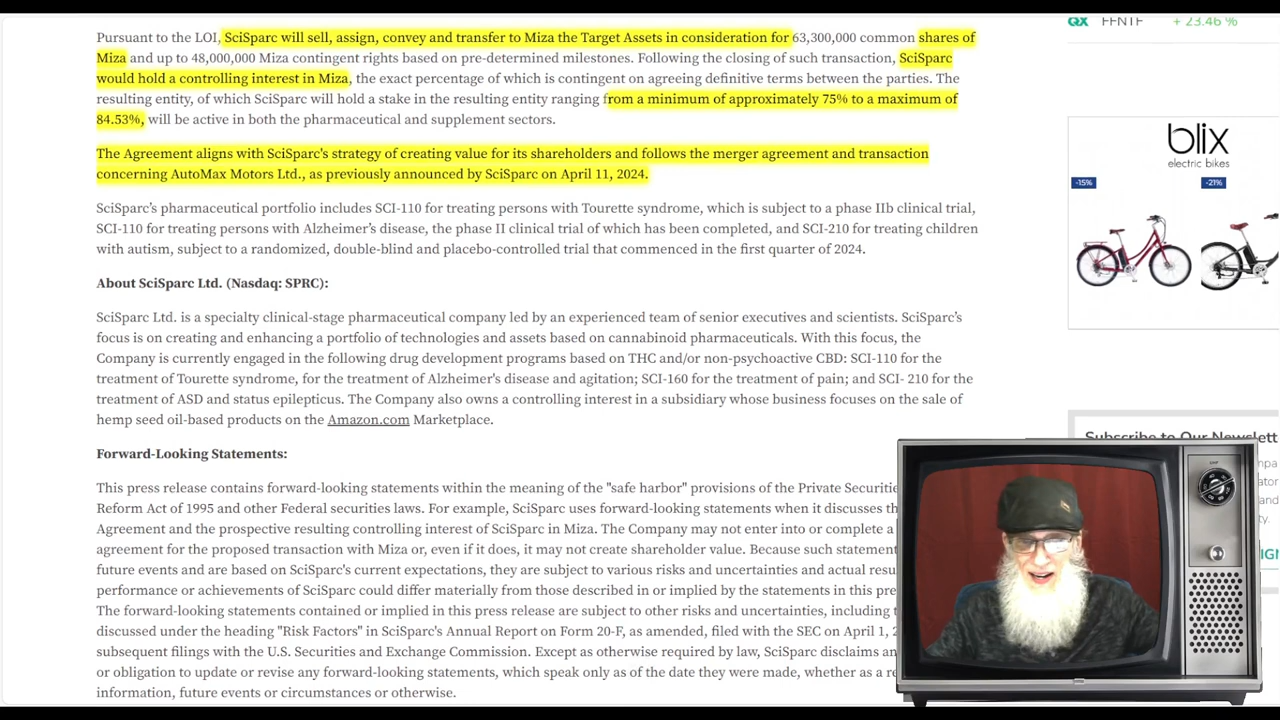 Pursuant to the LOI, SciSparc will sell, assign, convey and transfer to Miza the Target Assets in consideration for 63,300,000 common shares of
Miza and up to 48,000,000 Miza contingent rights based on pre-determined milestones. Following the closing of such transaction, SciSparc
would hold a controlling interest in Miza, the exact percentage of which is contingent on agreeing definitive terms between the parties. The
resulting entity, of which SciSparc will hold a stake in the resulting entity ranging from a minimum of approximately 75% to a maximum of
84.53%, will be active in both the pharmaceutical and supplement sectors.
The Agreement aligns with SciSparc's strategy of creating value for its shareholders and follows the merger agreement and transaction
concerning AutoMax Motors Ltd., as previously announced by SciSparc on April 11, 2024.
SciSparc's pharmaceutical portfolio includes SCI-110 for treating persons with Tourette syndrome, which is subject to a phase IIb clinical trial,
SCI-110 for treating persons with Alzheimer's disease, the phase II clinical trial of which has been completed, and SCI-210 for treating children
with autism, subject to a randomized, double-blind and placebo-controlled trial that commenced in the first quarter of 2024.
About SciSparc Ltd. (Nasdaq: SPRC):
SciSparc Ltd. is a specialty clinical-stage pharmaceutical company led by an experienced team of senior executives and scientists. SciSparc's
focus is on creating and enhancing a portfolio of technologies and assets based on cannabinoid pharmaceuticals. With this focus, the
Company is currently engaged in the following drug development programs based on THC and/or non-psychoactive CBD: SCI-110 for the
treatment of Tourette syndrome, for the treatment of Alzheimer's disease and agitation; SCI-160 for the treatment of pain; and SCI- 210 for the
treatment of ASD and status epilepticus. The Company also owns a controlling interest in a subsidiary whose business focuses on the sale of
hemp seed oil-based products on the Amazon.com Marketplace.
Forward-Looking Statements:
This press release contains forward-looking statements within the meaning of the "safe harbor" provisions of the Private Securitie
Reform Act of 1995 and other Federal securities laws. For example, SciSparc uses forward-looking statements when it discusses th
Agreement and the prospective resulting controlling interest of SciSparc in Miza. The Company may not enter into or complete a
agreement for the proposed transaction with Miza or, even if it does, it may not create shareholder value. Because such statement
future events and are based on SciSparc's current expectations, they are subject to various risks and uncertainties and actual resu
performance or achievements of SciSparc could differ materially from those described in or implied by the statements in this pre
The forward-looking statements contained or implied in this press release are subject to other risks and uncertainties, including t
discussed under the heading "Risk Factors" in SciSparc's Annual Report on Form 20-F, as amended, filed with the SEC on April 1, 2
subsequent filings with the U.S. Securities and Exchange Commission. Except as otherwise required by law, SciSparc disclaims an
or obligation to update or revise any forward-looking statements, which speak only as of the date they were made, whether as a re
information, future events or circumstances or otherwise.
QX FFNTF + 23.46 %
blix
electric bikes
-15% -21%
Subscribe to Our Newslett